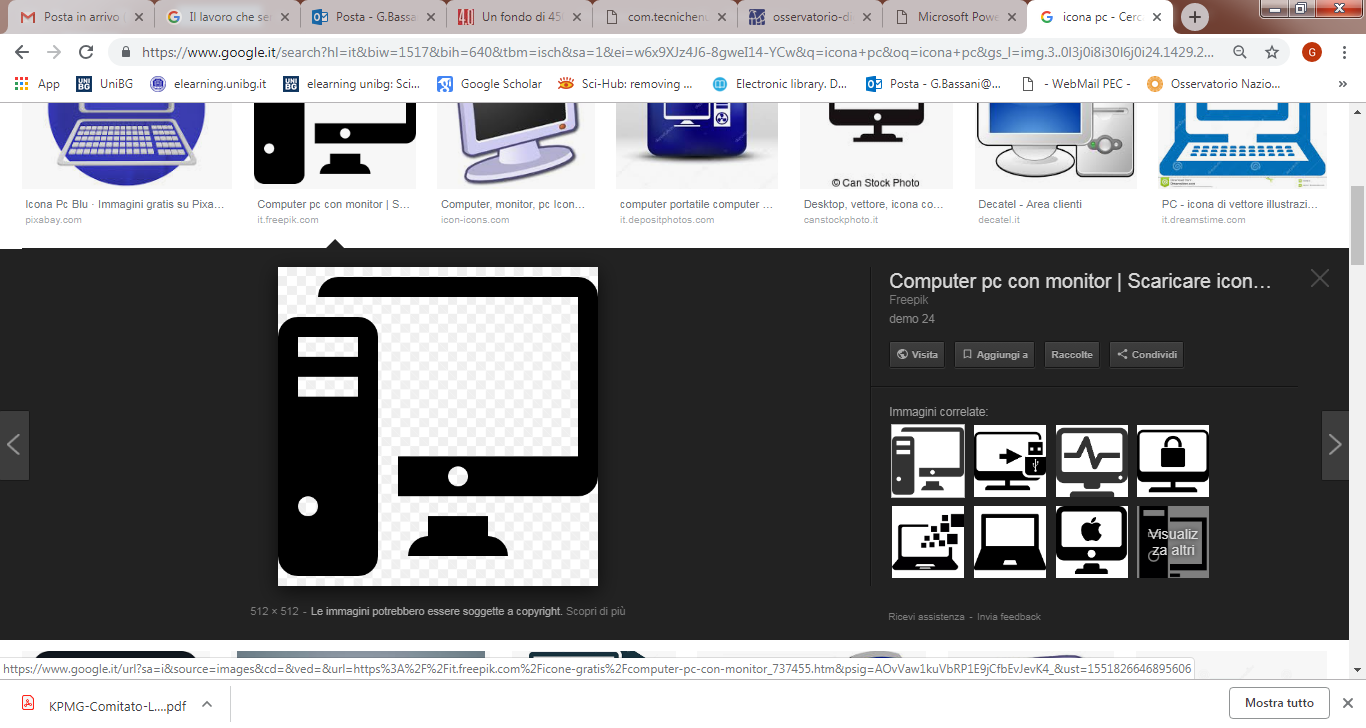 Posta in arrivo
Il lavoro che se
Posta - G.Bassa
Un fondo di 45
com.tecnichen
osservatorio-di
Microsoft Pow
icona pc - Cerc
https://www.google.it/search?hl=it&biw=1517&bih=640&tbm=isch&sa=1&ei=w6x9XJz4J6-8gweI14-YCw&q=icona+pc&oq=icona+pc&gs_l=img.3..0l3j0i8i30l6j0i24.1429.2...
G
App
UNI BG
UniBG
elearning.unibg.it
UNI BG
elearning unibg: Sci...
Google Scholar
Sci-Hub: removing ...
Electronic library. D...
Posta - G.Bassani@...
- WebMail PEC -
Osservatorio Nazio...
»
© Can Stock Photo
Icona Pc Blu · Immagini gratis su Pixa...
pixabay.com
Computer pc con monitor | S...
it.freepik.com
Computer, monitor, pc Icon...
icon-icons.com
computer portatile computer ...
it.depositphotos.com
Desktop, vettore, icona co...
canstockphoto.it
Decatel - Area clienti
decatel.it
PC - icona di vettore illustrazi...
it.dreamstime.com
Computer pc con monitor | Scaricare icon...
Freepik
demo 24
Visita
Aggiungi a
Raccolte
Condividi
Immagini correlate:
Visualiz
za altri
512 × 512 - Le immagini potrebbero essere soggette a copyright. Scopri di più
Ricevi assistenza - Invia feedback
https://www.google.it/url?sa=i&source=images&cd=&ved=&url=https%3A%2F%2Fit.freepik.com%2Ficone-gratis%2Fcomputer-pc-con-monitor_737455.htm&psig=AOvVaw1kuVbRP1E9jCfbEvJevK4_&ust=1551826646895606
KPMG-Comitato-L....pdf
Mostra tutto